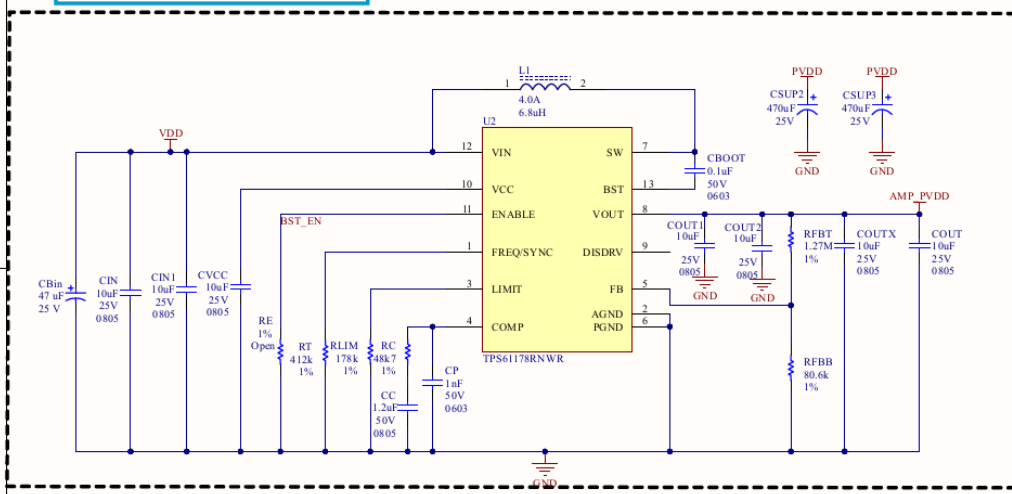 L1
1
2
4.0A
6.8uH
PVDD
PVDD
CSUP2
470uF
25V
GND
CSUP3
470uF
25V
GND
U2
VDD
12
VIN
SW
7
10
VCC
BST
13
11
ENABLE
VOUT
8
1
FREQ/SYNC
DISDRV
9
3
LIMIT
FB
5
4
COMP
AGND
2
PGND
6
TPS61178RNWR
CBOOT
0.1uF
50V
0603
AMP_PVDD
BST_EN
COUT1
10uF
25V
0805
GND
COUT2
10uF
25V
0805
GND
RFBT
1.27M
1%
COUTX
10uF
25V
0805
COUT
10uF
25V
0805
CBin
47 uF
25 V
CIN
10uF
25V
0805
CIN1
10uF
25V
0805
CVCC
10uF
25V
0805
RE
1%
Open
RT
412k
1%
RLIM
178k
1%
RC
48k7
1%
CC
1.2uF
50V
0805
CP
1nF
50V
0603
RFBB
80.6k
1%
GND